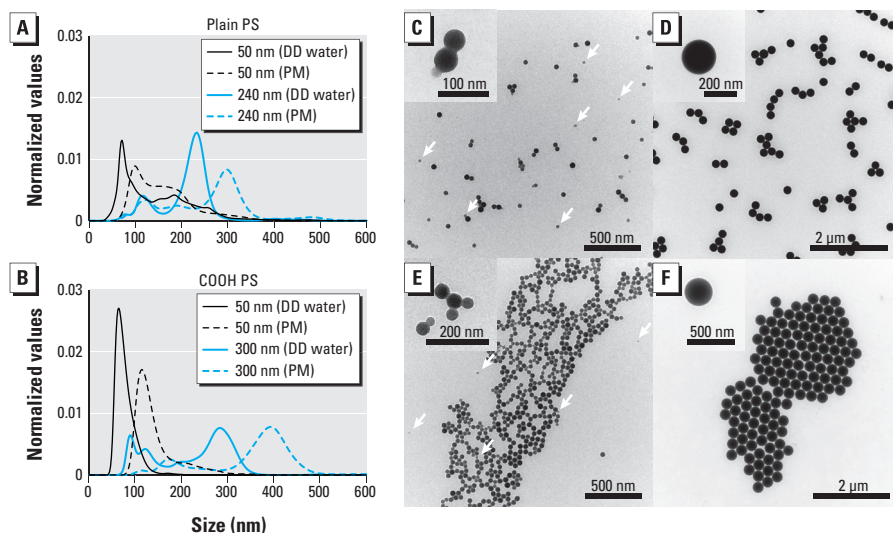 A
Plain PS
Normalized values
0.03
0.02
0.01
0
50 nm (DD water)
50 nm (PM)
240 nm (DD water)
240 nm (PM)
0 100 200 300 400 500 600
B
COOH PS
Normalized values
0.03
0.02
0.01
0
50 nm (DD water)
50 nm (PM)
300 nm (DD water)
300 nm (PM)
0 100 200 300 400 500 600
Size (nm)
C
100 nm
500 nm
D
200 nm
2 µm
E
200 nm
500 nm
F
500 nm
2 µm